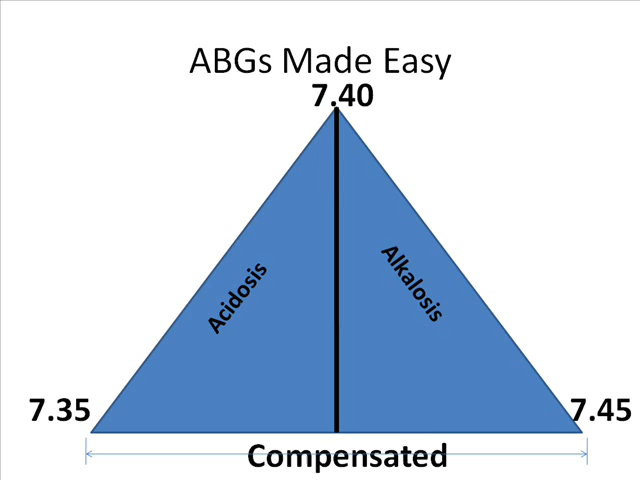 ABGs Made Easy
7.40
Acidosis
Alkalosis
7.35
7.45
Compensated